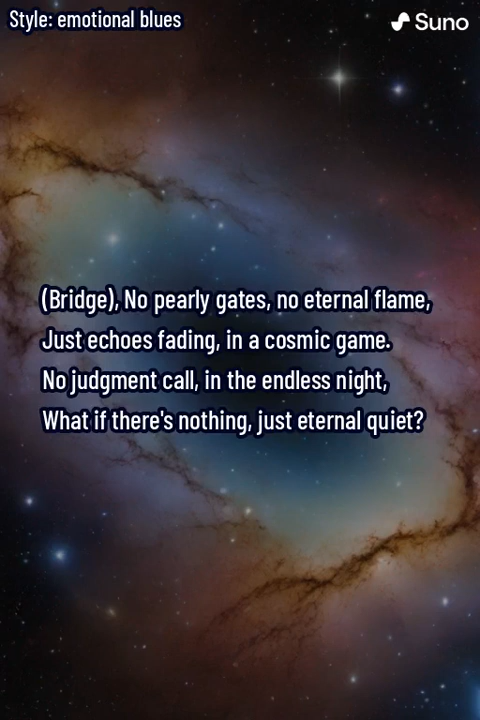 Style: emotional blues
Suno
(Bridge), No pearly gates, no eternal flame,
Just echoes fading, in a cosmic game.
No judgment call, in the endless night,
What if there's nothing, just eternal quiet?